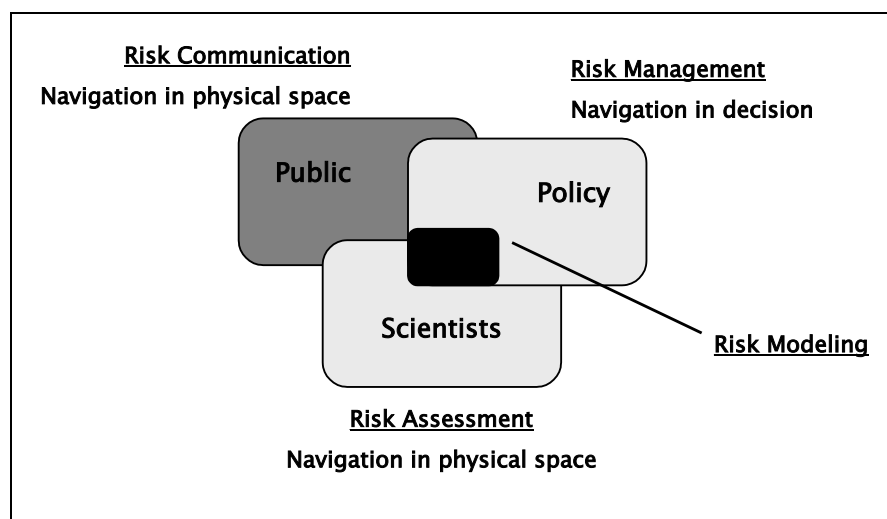 Risk Communication
Navigation in physical space
Risk Management
Navigation in decision
Public
Policy
Scientists
Risk Modeling
Risk Assessment
Navigation in physical space